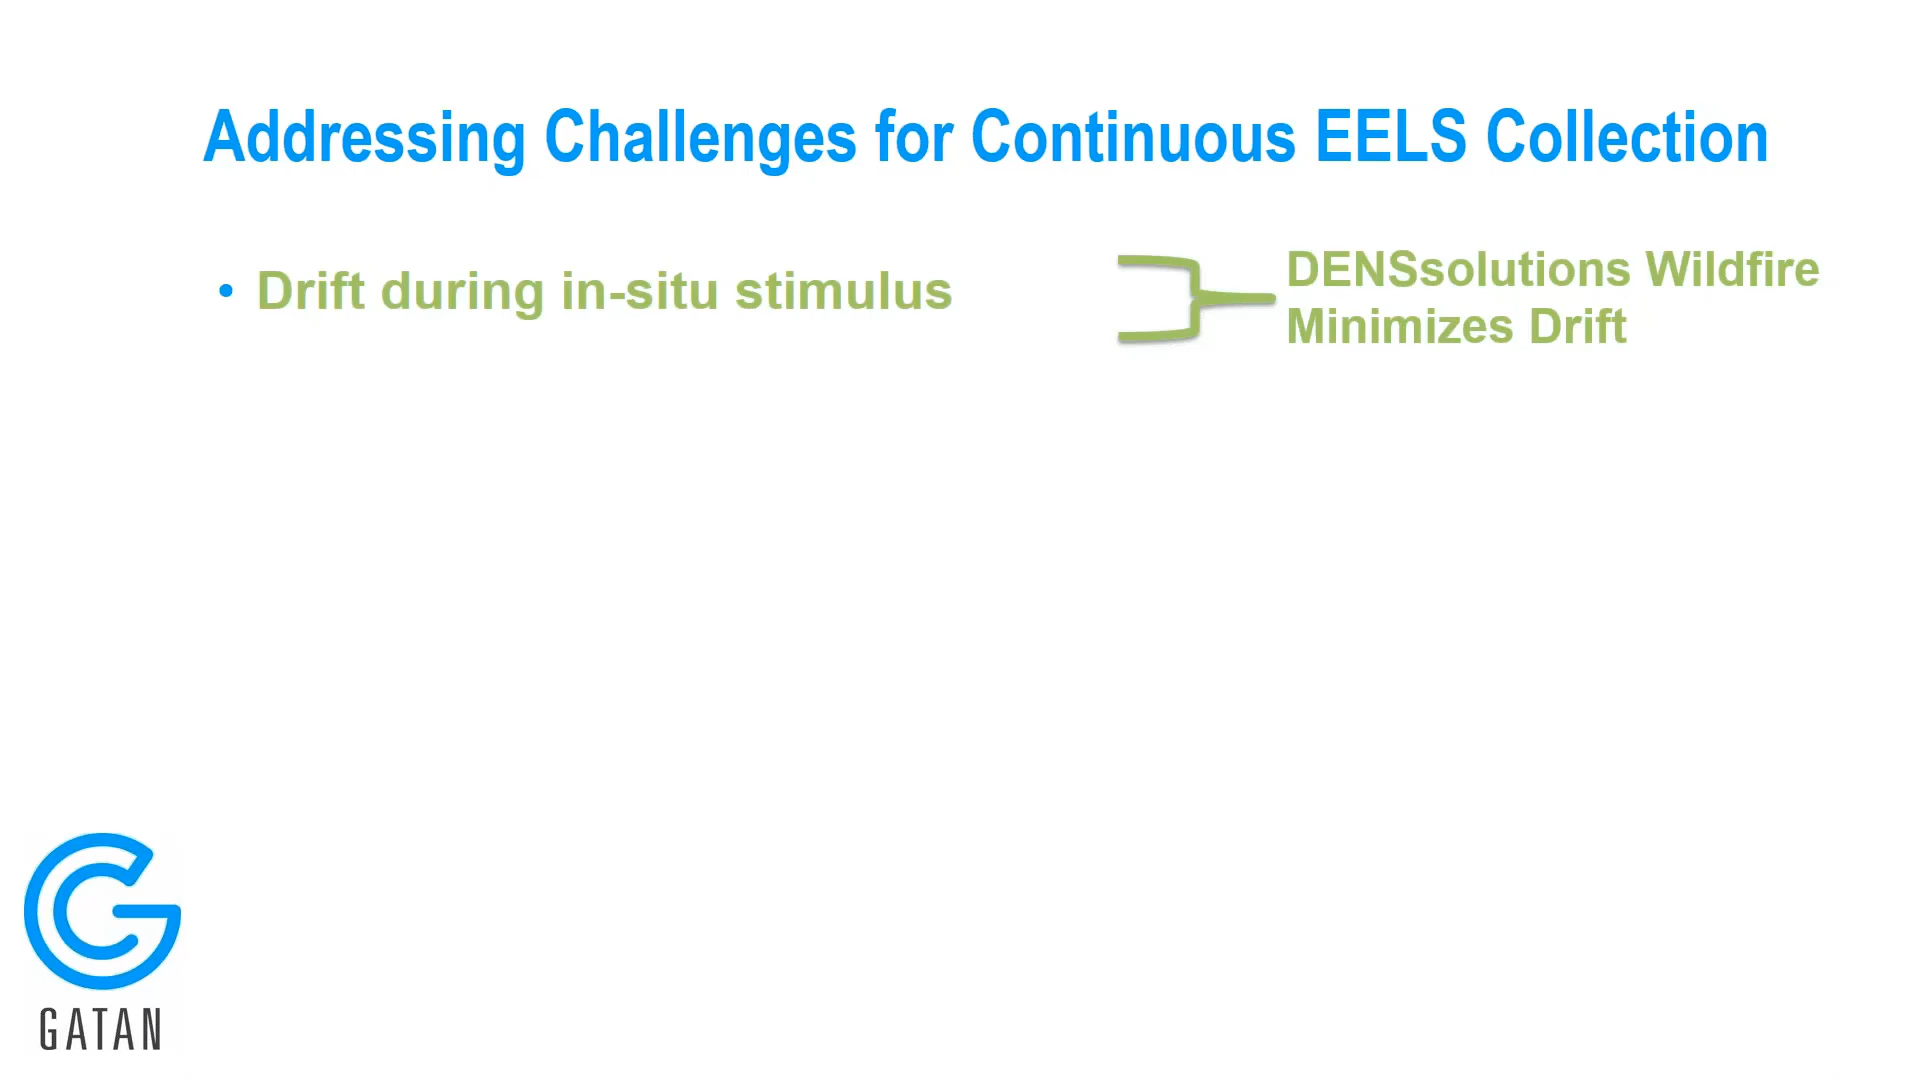 Addressing Challenges for Continuous EELS Collection
• Drift during in-situ stimulus
DENSsolutions Wildfire
Minimizes Drift
GATAN